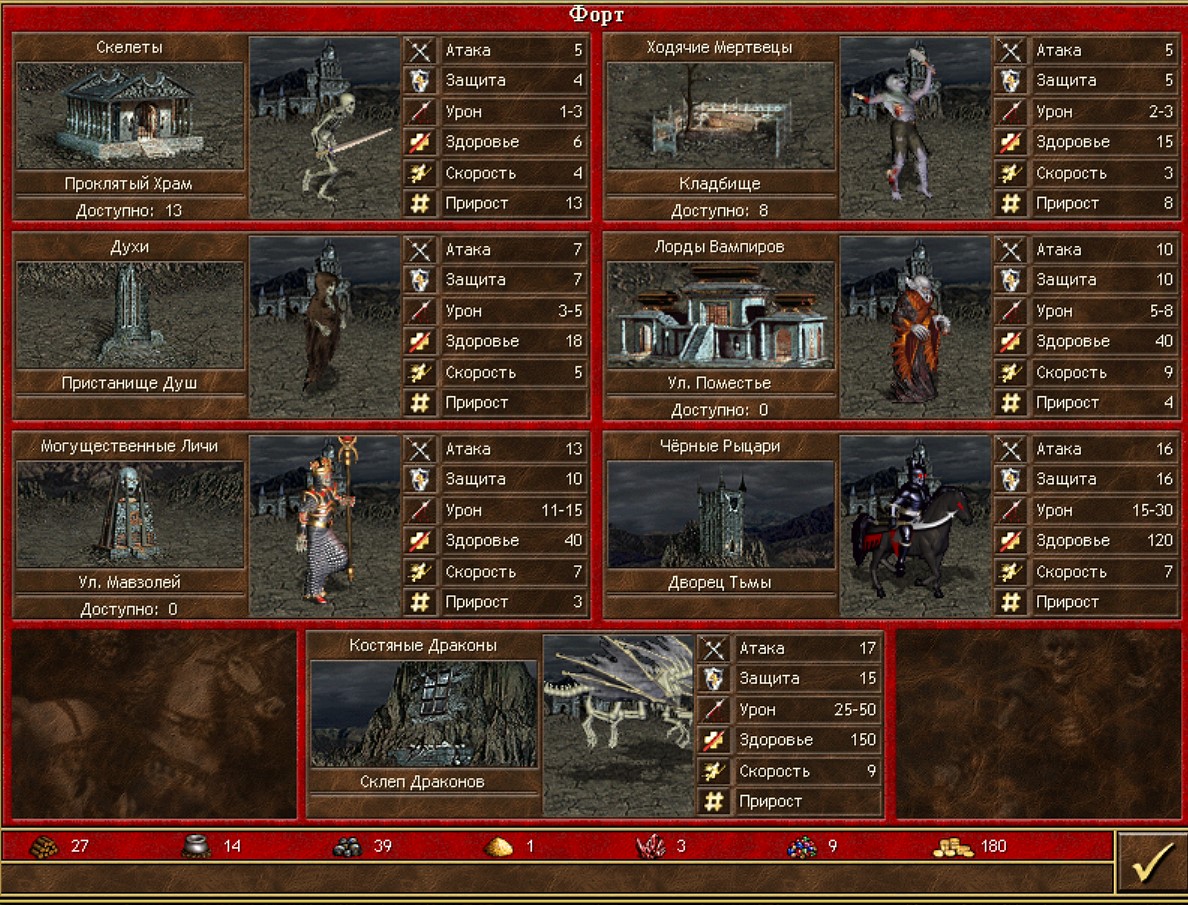 Форт
Скелеты
Проклятый Храм
Доступно: 13
Атака 5
Защита 4
Урон 1-3
Здоровье 6
Скорость 4
Прирост 13
Ходячие Мертвецы
Кладбище
Доступно: 8
Атака 5
Защита 5
Урон 2-3
Здоровье 15
Скорость 3
Прирост 8
Духи
Пристанище Душ
Атака 7
Защита 7
Урон 3-5
Здоровье 18
Скорость 5
Прирост
Лорды Вампиров
Ул. Поместье
Доступно: 0
Атака 10
Защита 10
Урон 5-8
Здоровье 40
Скорость 9
Прирост 4
Могущественные Личи
Ул. Мавзолей
Доступно: 0
Атака 13
Защита 10
Урон 11-15
Здоровье 40
Скорость 7
Прирост 3
Чёрные Рыцари
Дворец Тьмы
Атака 16
Защита 16
Урон 15-30
Здоровье 120
Скорость 7
Прирост
Костяные Драконы
Склеп Драконов
Атака 17
Защита 15
Урон 25-50
Здоровье 150
Скорость 9
Прирост
27 14 39 1 3 9 180